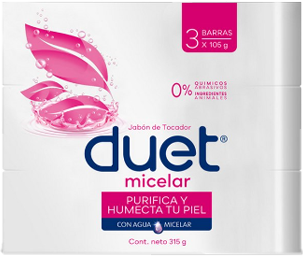 3 BARRAS
X 105 g
0% QUIMICOS
ABRASIVOS
INGREDIENTES
ANIMALES
Jabón de Tocador
duet®
micelar
PURIFICA Y
HUMECTA TU PIEL
CON AGUA MICELAR
Cont. neto 315 g